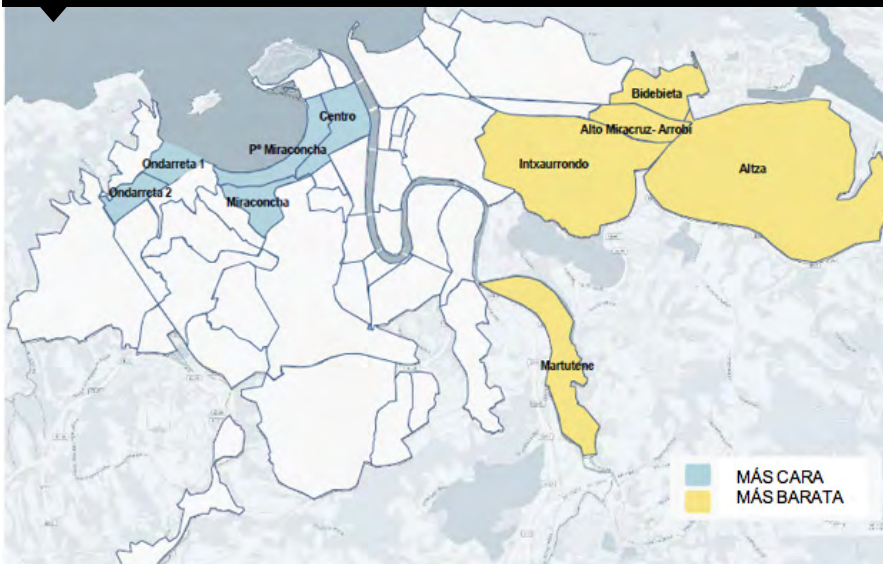 Bidebieta
Centro
Alto Miracruz- Arrobi
Pº Miraconcha
Ondarreta 1
Intxaurrondo
Altza
Ondarreta 2
Miraconcha
Martutene
MÁS CARA
MÁS BARATA